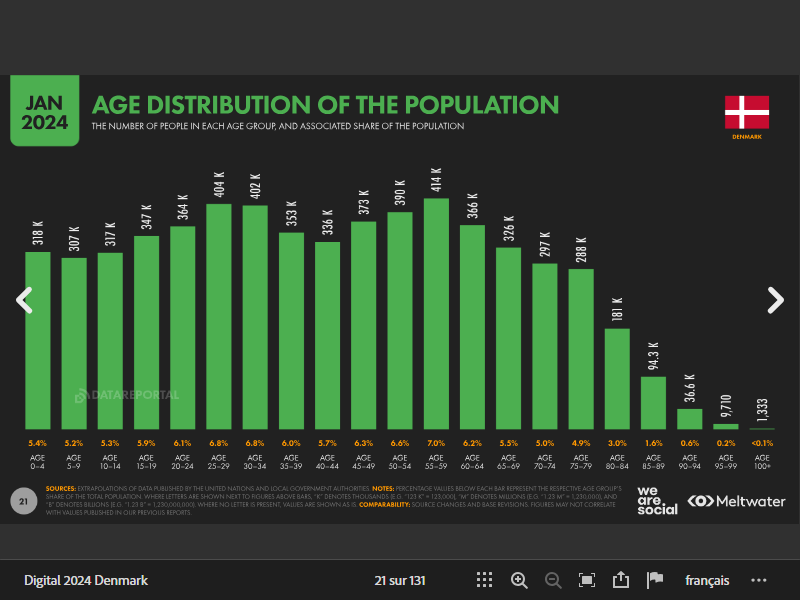 JAN
2024
AGE DISTRIBUTION OF THE POPULATION
THE NUMBER OF PEOPLE IN EACH AGE GROUP, AND ASSOCIATED SHARE OF THE POPULATION
DENMARK
318 K
307 K
317 K
347 K
364 K
404 K
402 K
353 K
336 K
373 K
390 K
414 K
366 K
326 K
297 K
288 K
181 K
94.3 K
36.6 K
9,710
1,333
DATAREPORTAL
5.4% 5.2% 5.3% 5.9% 6.1% 6.8% 6.8% 6.0% 5.7% 6.3% 6.6% 7.0% 6.2% 5.5% 5.0% 4.9% 3.0% 1.6% 0.6% 0.2% <0.1%
AGE AGE AGE AGE AGE AGE AGE AGE AGE AGE AGE AGE AGE AGE AGE AGE AGE AGE AGE AGE AGE
0–4 5–9 10–14 15–19 20–24 25–29 30–34 35–39 40–44 45–49 50–54 55–59 60–64 65–69 70–74 75–79 80–84 85–89 90–94 95–99 100+
21
SOURCES: EXTRAPOLATIONS OF DATA PUBLISHED BY THE UNITED NATIONS AND LOCAL GOVERNMENT AUTHORITIES. NOTES: PERCENTAGE VALUES BELOW EACH BAR REPRESENT THE RESPECTIVE AGE GROUP'S
SHARE OF THE TOTAL POPULATION. WHERE LETTERS ARE SHOWN NEXT TO FIGURES ABOVE BARS, "K" DENOTES THOUSANDS (E.G. "123 K" = 123,000), "M" DENOTES MILLIONS (E.G. "1.23 M" = 1,230,000), AND
"B" DENOTES BILLIONS (E.G. "1.23 B" = 1,230,000,000). WHERE NO LETTER IS PRESENT, VALUES ARE SHOWN AS IS. COMPARABILITY: SOURCE CHANGES AND BASE REVISIONS. FIGURES MAY NOT CORRELATE
WITH VALUES PUBLISHED IN OUR PREVIOUS REPORTS.
we
are.
social
Meltwater
Digital 2024 Denmark
21 sur 131
français